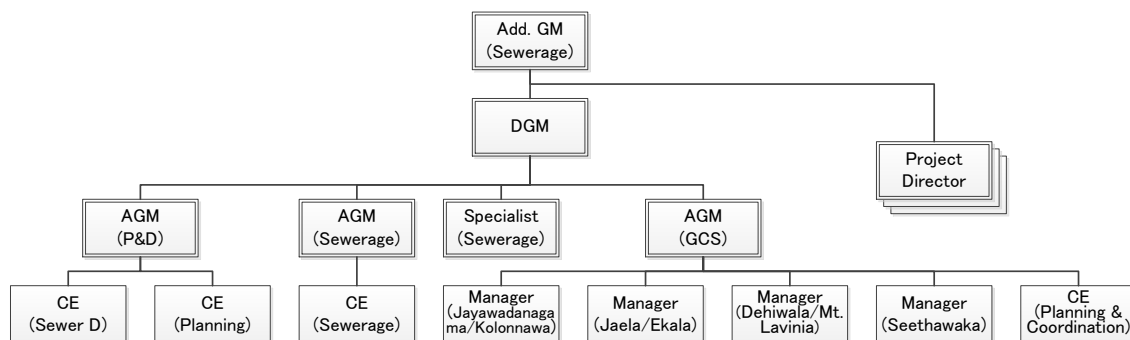 Add. GM
(Sewerage)
DGM
Project
Director
AGM
(P&D)
AGM
(Sewerage)
Specialist
(Sewerage)
AGM
(GCS)
CE
(Sewer D)
CE
(Planning)
CE
(Sewerage)
Manager
(Jayawadanaga
ma/Kolonnawa)
Manager
(Jaela/Ekala)
Manager
(Dehiwala/Mt.
Lavinia)
Manager
(Seethawaka)
CE
(Planning &
Coordination)